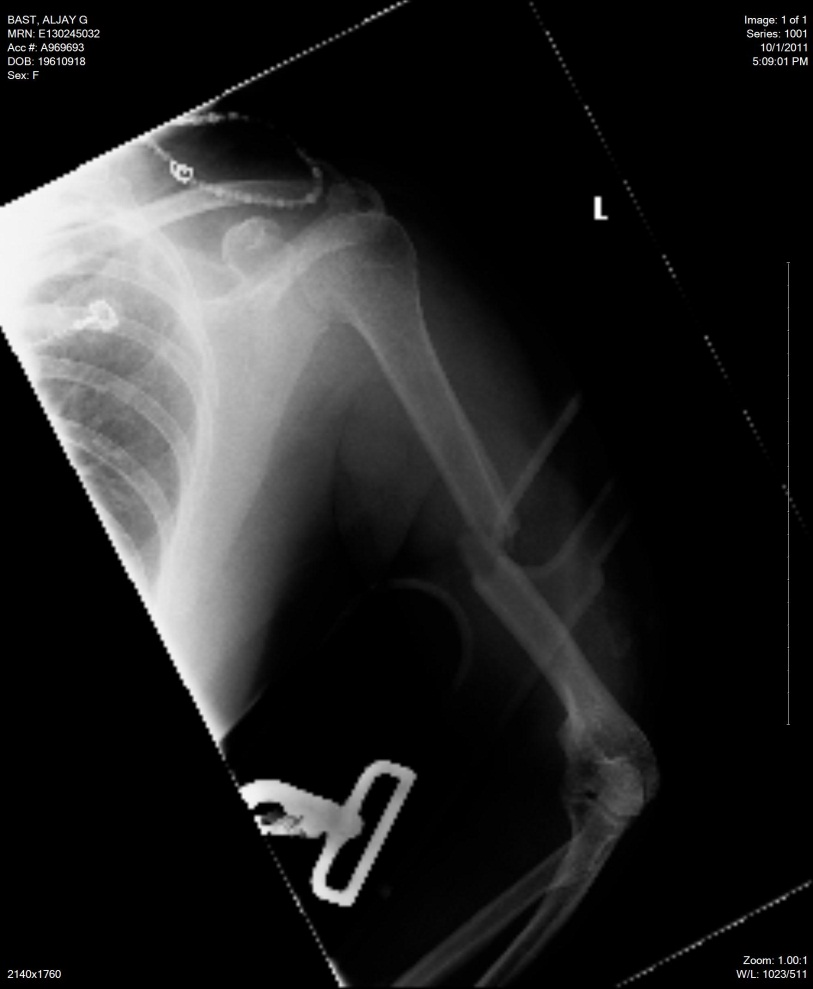 BAST, ALJAY G
MRN: E130245032
Acc #: A969693
DOB: 19610918
Sex: F
Image: 1 of 1
Series: 1001
10/1/2011
5:09:01 PM
L
2140x1760
Zoom: 1.00:1
W/L: 1023/511